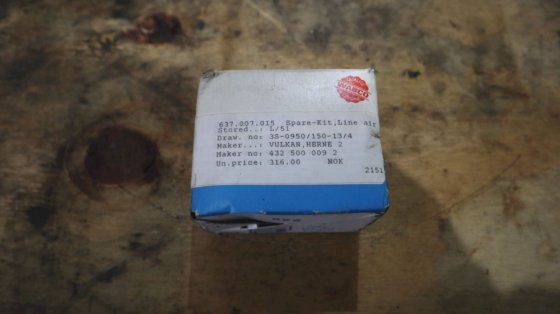 WABCO
637.007.015 Spare-Kit,Line air
Stored..: L/51
Draw. no: 3S-0950/150-13/4
Maker...: VULKAN,HERNE 2
Maker no: 432 500 009 2
Un.price: 316.00 NOK
2151